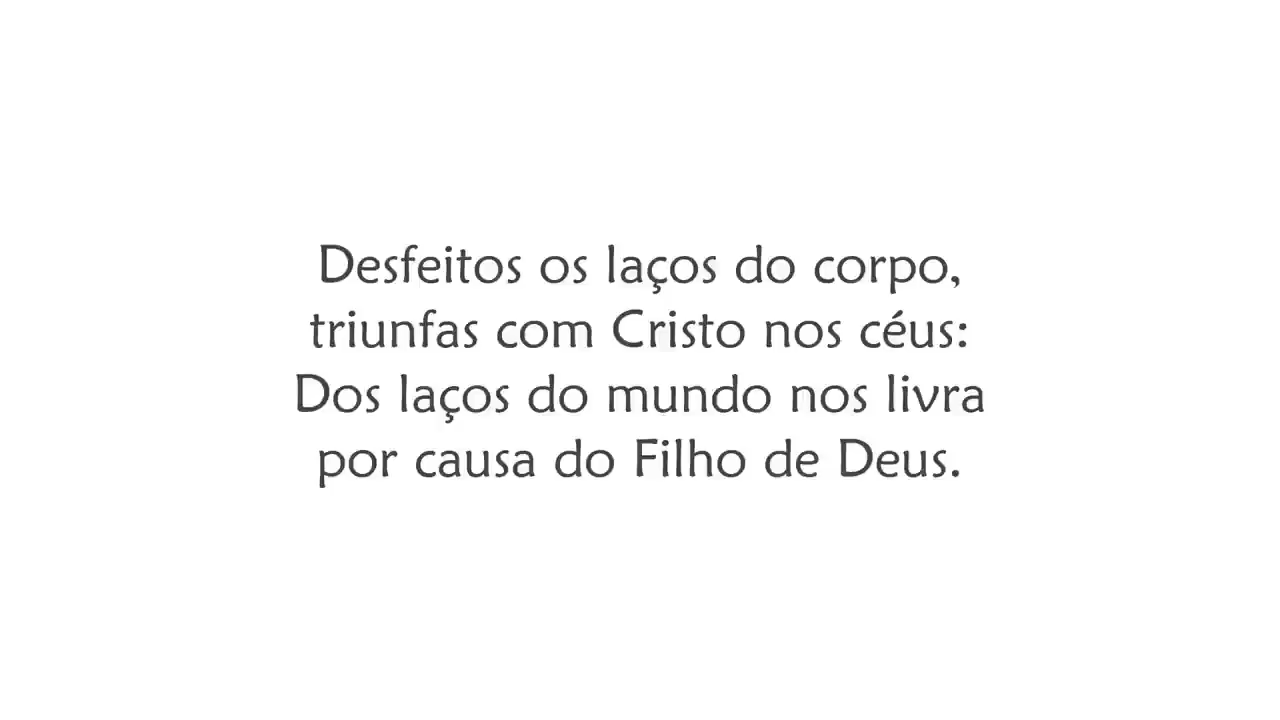 Desfeitos os laços do corpo,
triunfas com Cristo nos céus:
Dos laços do mundo nos livra
por causa do Filho de Deus.